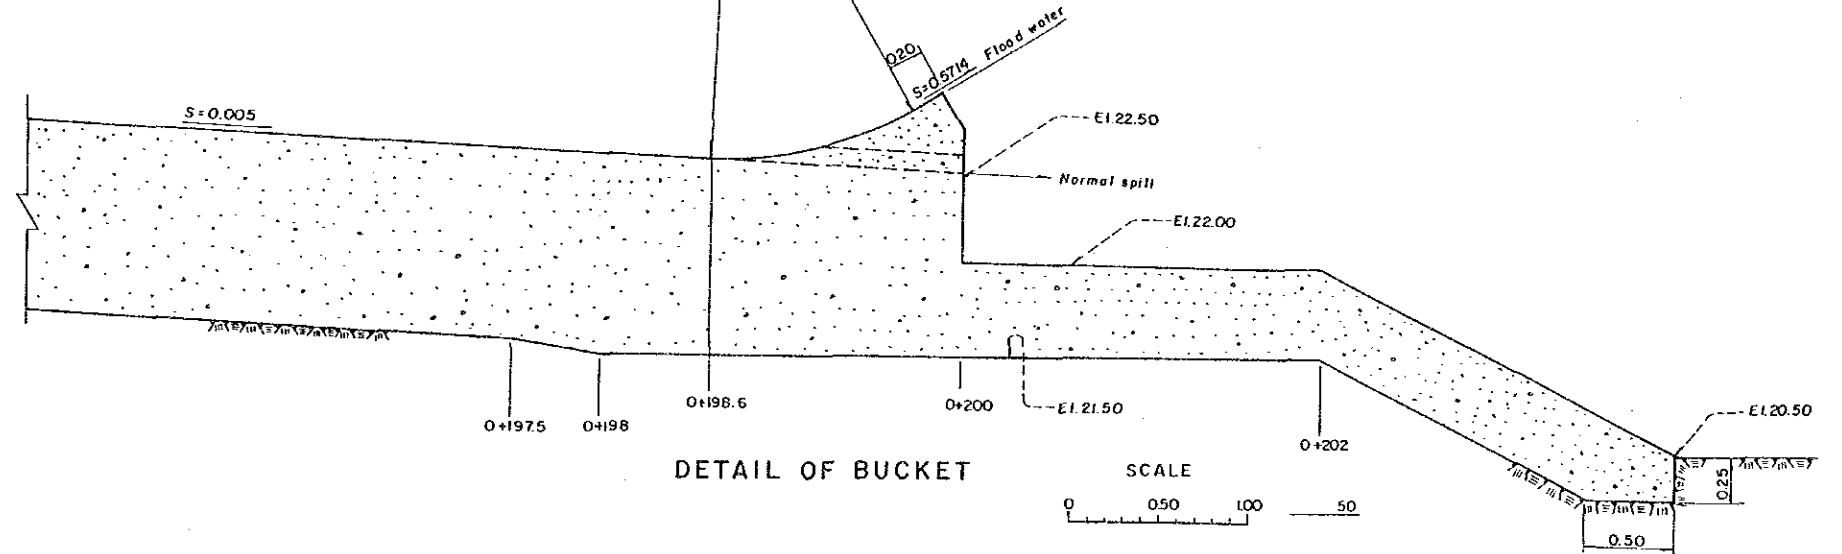 0.20
S=0.5714
Flood water
S=0.005
El.22.50
Normal spill
El.22.00
0+197.5
0+198
0+198.6
0+200
El.21.50
0+202
El.20.50
0.25
0.50
DETAIL OF BUCKET
SCALE
0 0.50 1.00 50